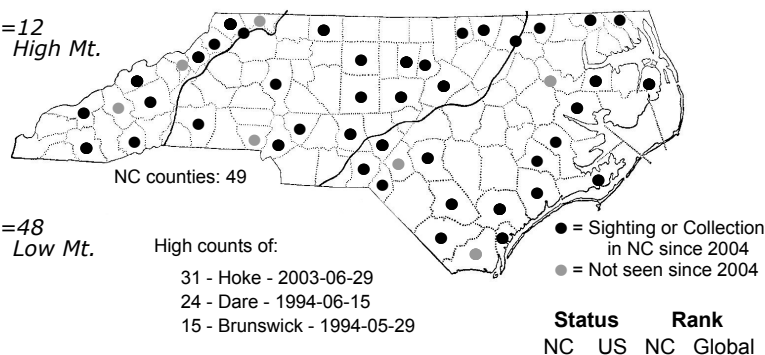 =12
High Mt.
NC counties: 49
=48
Low Mt.
High counts of:
31 - Hoke - 2003-06-29
24 - Dare - 1994-06-15
15 - Brunswick - 1994-05-29
● = Sighting or Collection
in NC since 2004
● = Not seen since 2004
Status Rank
NC US NC Global